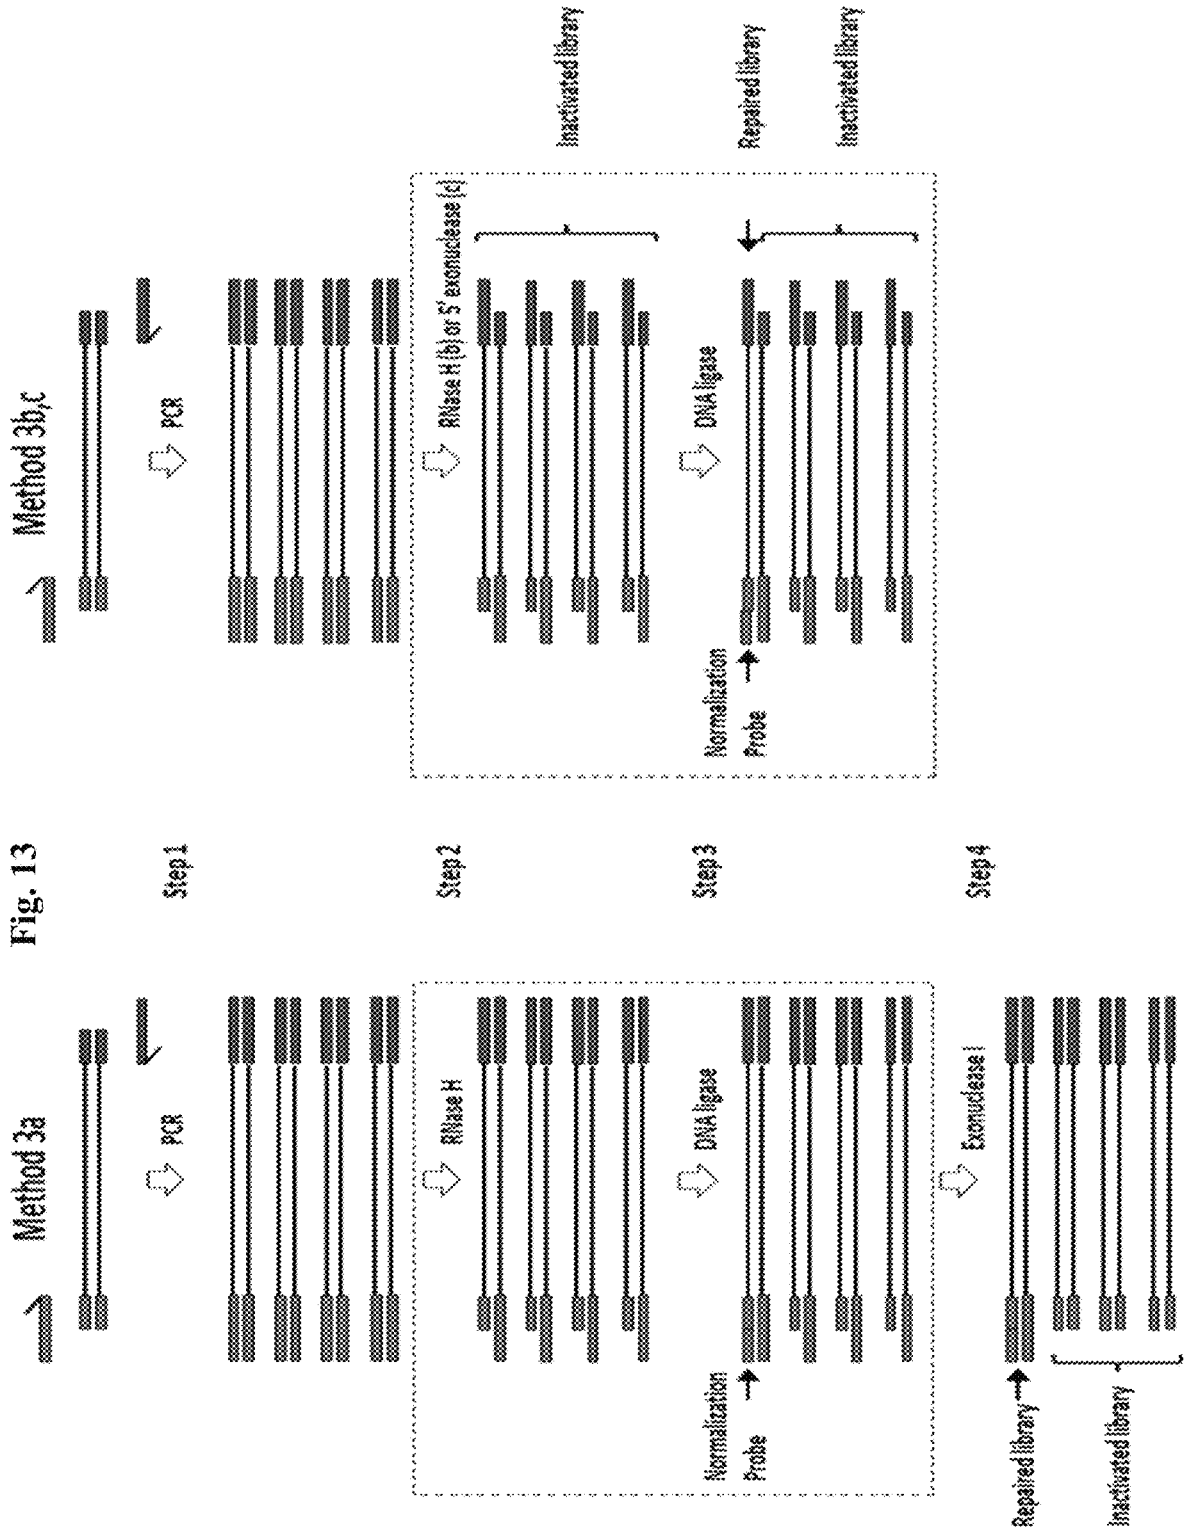 Fig. 13
Method 3a
Method 3b,c
PCR
Step 1
PCR
RNase H
Step 2
RNase H (b) or 5' exonuclease (c)
Inactivated library
Normalization
Probe
DNA ligase
Step 3
Normalization
Probe
DNA ligase
Repaired library
Inactivated library
Exonuclease I
Step 4
Repaired library
Inactivated library